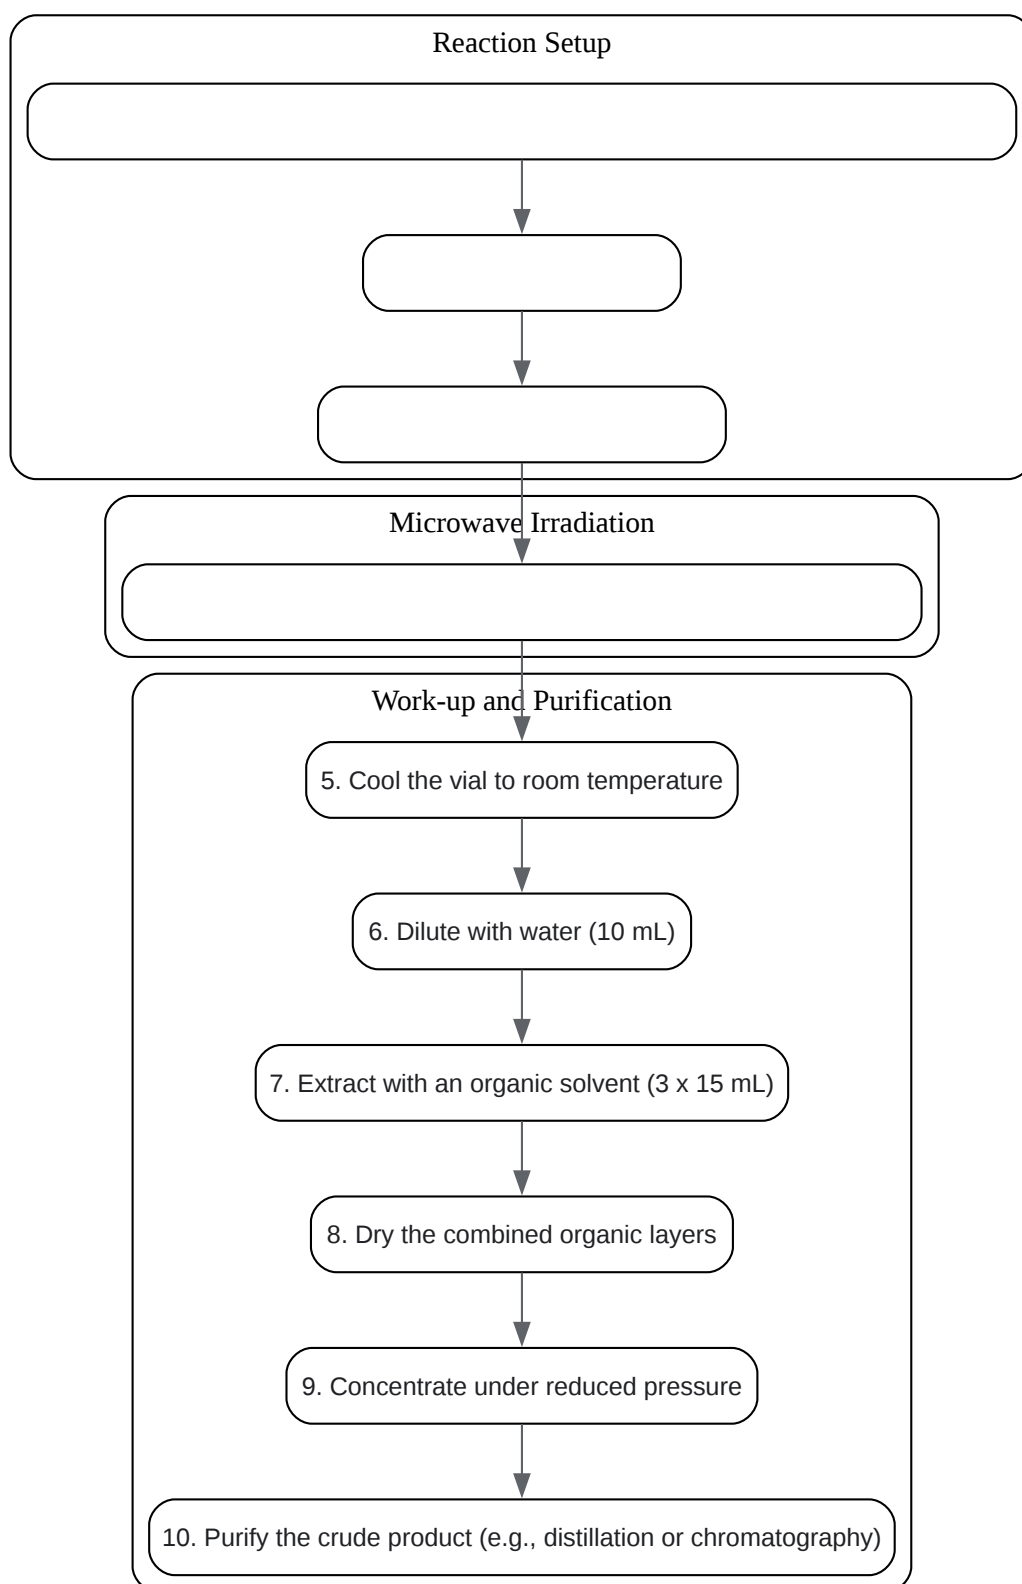 Reaction Setup
Microwave Irradiation
Work-up and Purification
5. Cool the vial to room temperature
6. Dilute with water (10 mL)
7. Extract with an organic solvent (3 x 15 mL)
8. Dry the combined organic layers
9. Concentrate under reduced pressure
10. Purify the crude product (e.g., distillation or chromatography)